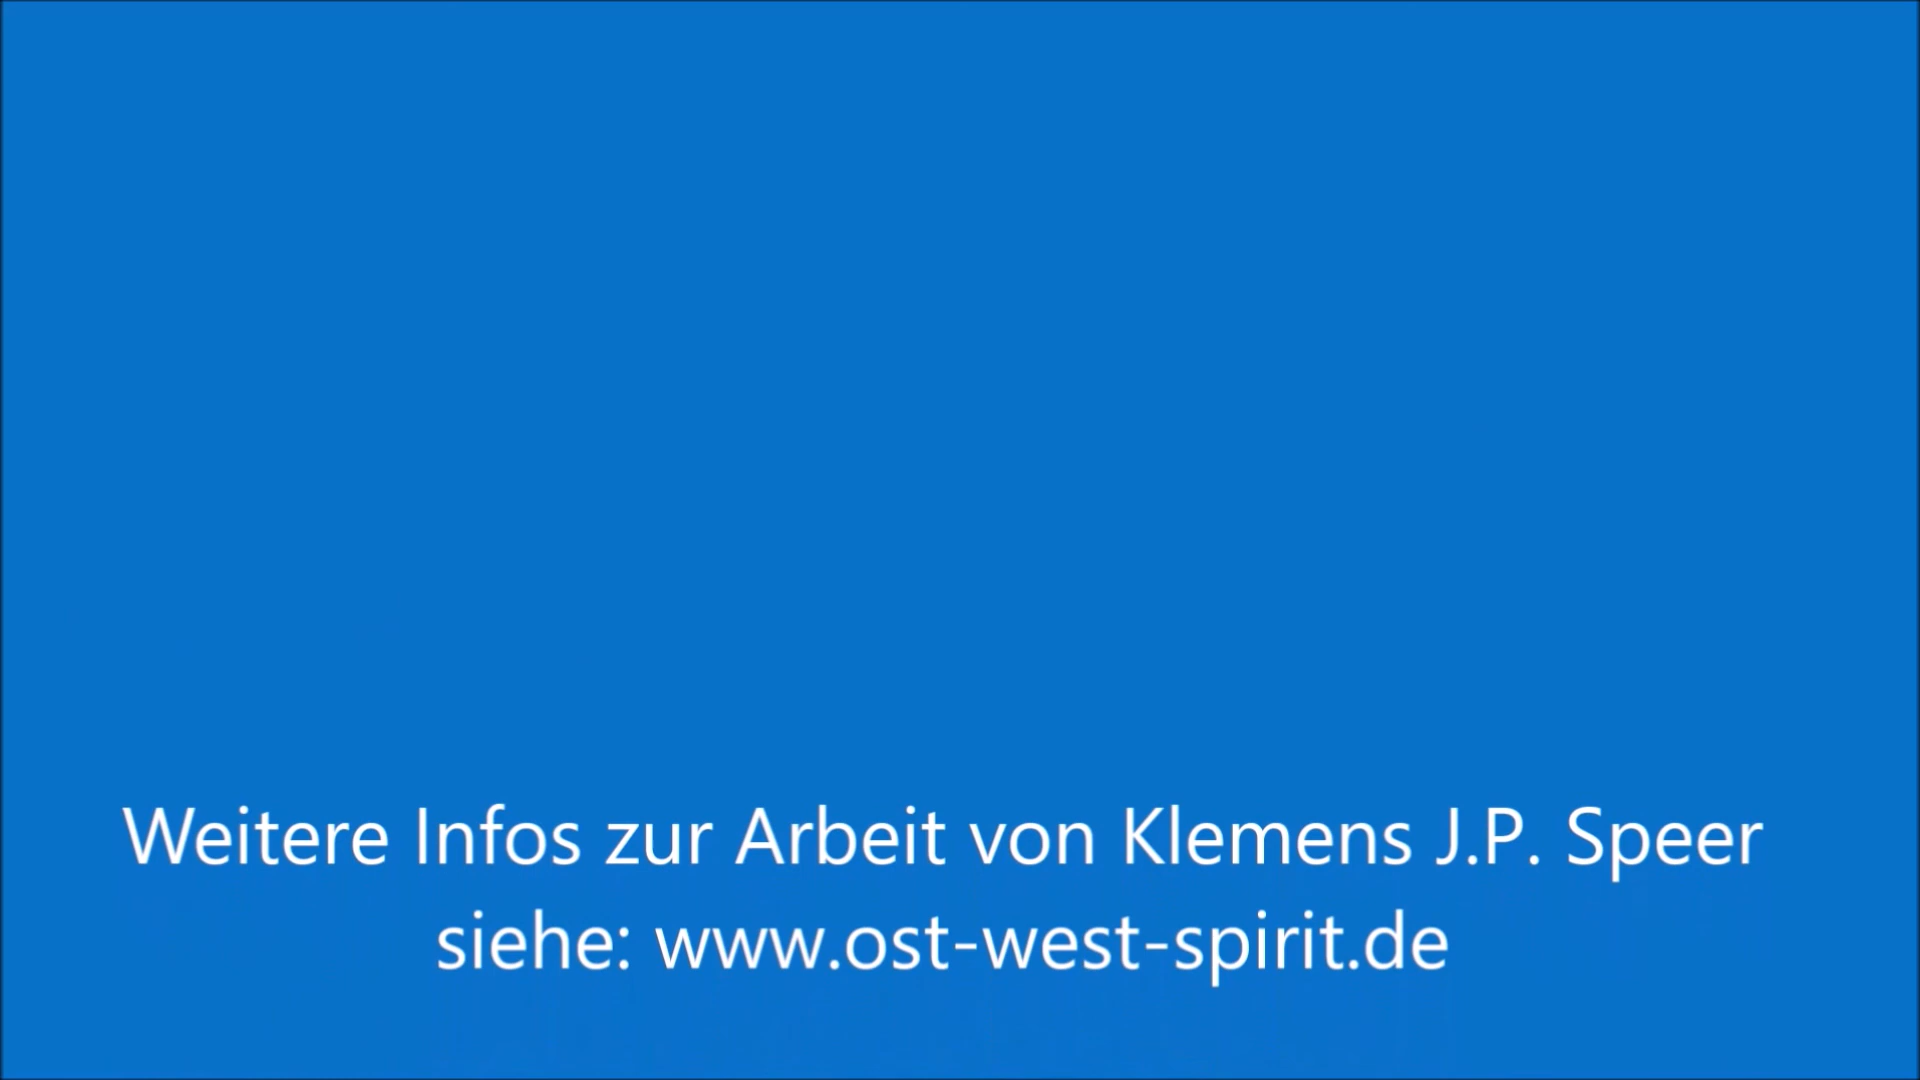 Weitere Infos zur Arbeit von Klemens J.P. Speer
siehe: www.ost-west-spirit.de